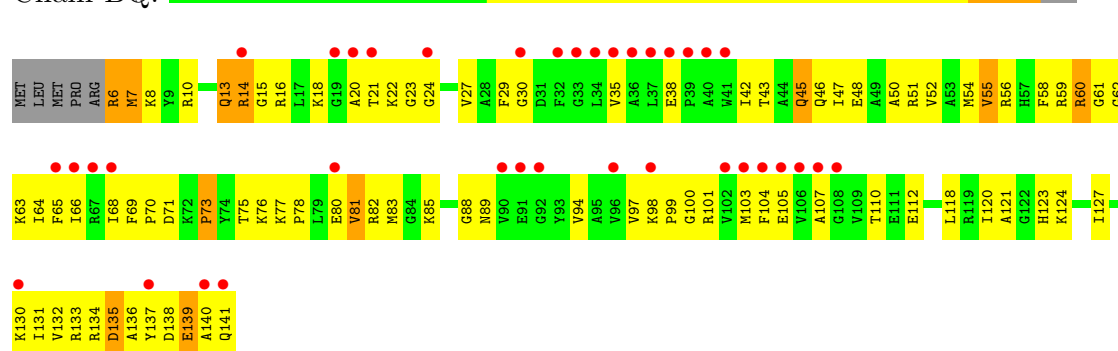 MET LEU MET PRO ARG R6 M7 K8 Y9 R10 Q13 R14 G15 R16 L17 K18 G19 A20 T21 K22 G23 G24 V27 A28 F29 G30 D31 F32 G33 L34 V35 A36 L37 E38 P39 A40 W41 I42 T43 A44 Q45 Q46 I47 E48 A49 A50 R51 V52 A53 M54 V55 R56 H57 F58 R59 R60 G61 G62
K63 I64 F65 I66 R67 I68 F69 P70 D71 K72 P73 Y74 T75 K76 K77 P78 L79 E80 V81 R82 M83 G84 K85 G88 N89 V90 E91 G92 Y93 V94 A95 V96 V97 K98 P99 G100 R101 V102 M103 F104 E105 V106 A107 G108 V109 T110 E111 E112 L118 R119 I120 A121 G122 H123 K124 I127
K130 I131 V132 R133 R134 D135 A136 Y137 D138 E139 A140 Q141